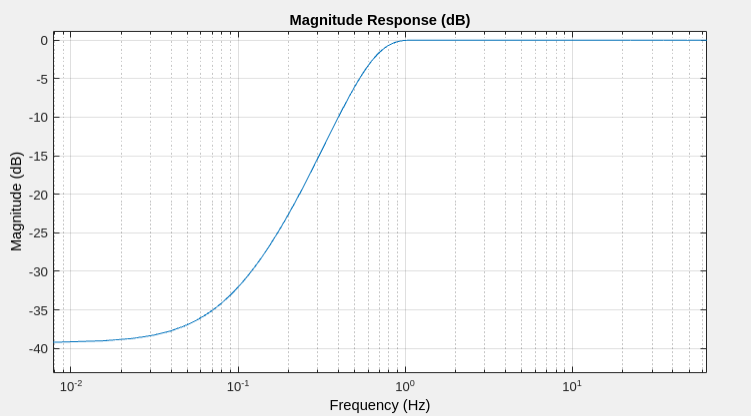 Magnitude Response (dB)
0
-5
-10
-15
-20
-25
-30
-35
-40
Magnitude (dB)
10⁻² 10⁻¹ 10⁰ 10¹
Frequency (Hz)